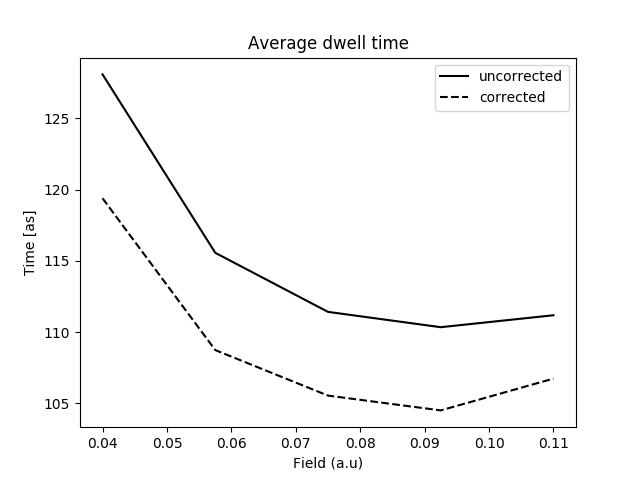 Average dwell time
uncorrected
corrected
Time [as]
125
120
115
110
105
0.04 0.05 0.06 0.07 0.08 0.09 0.10 0.11
Field (a.u)